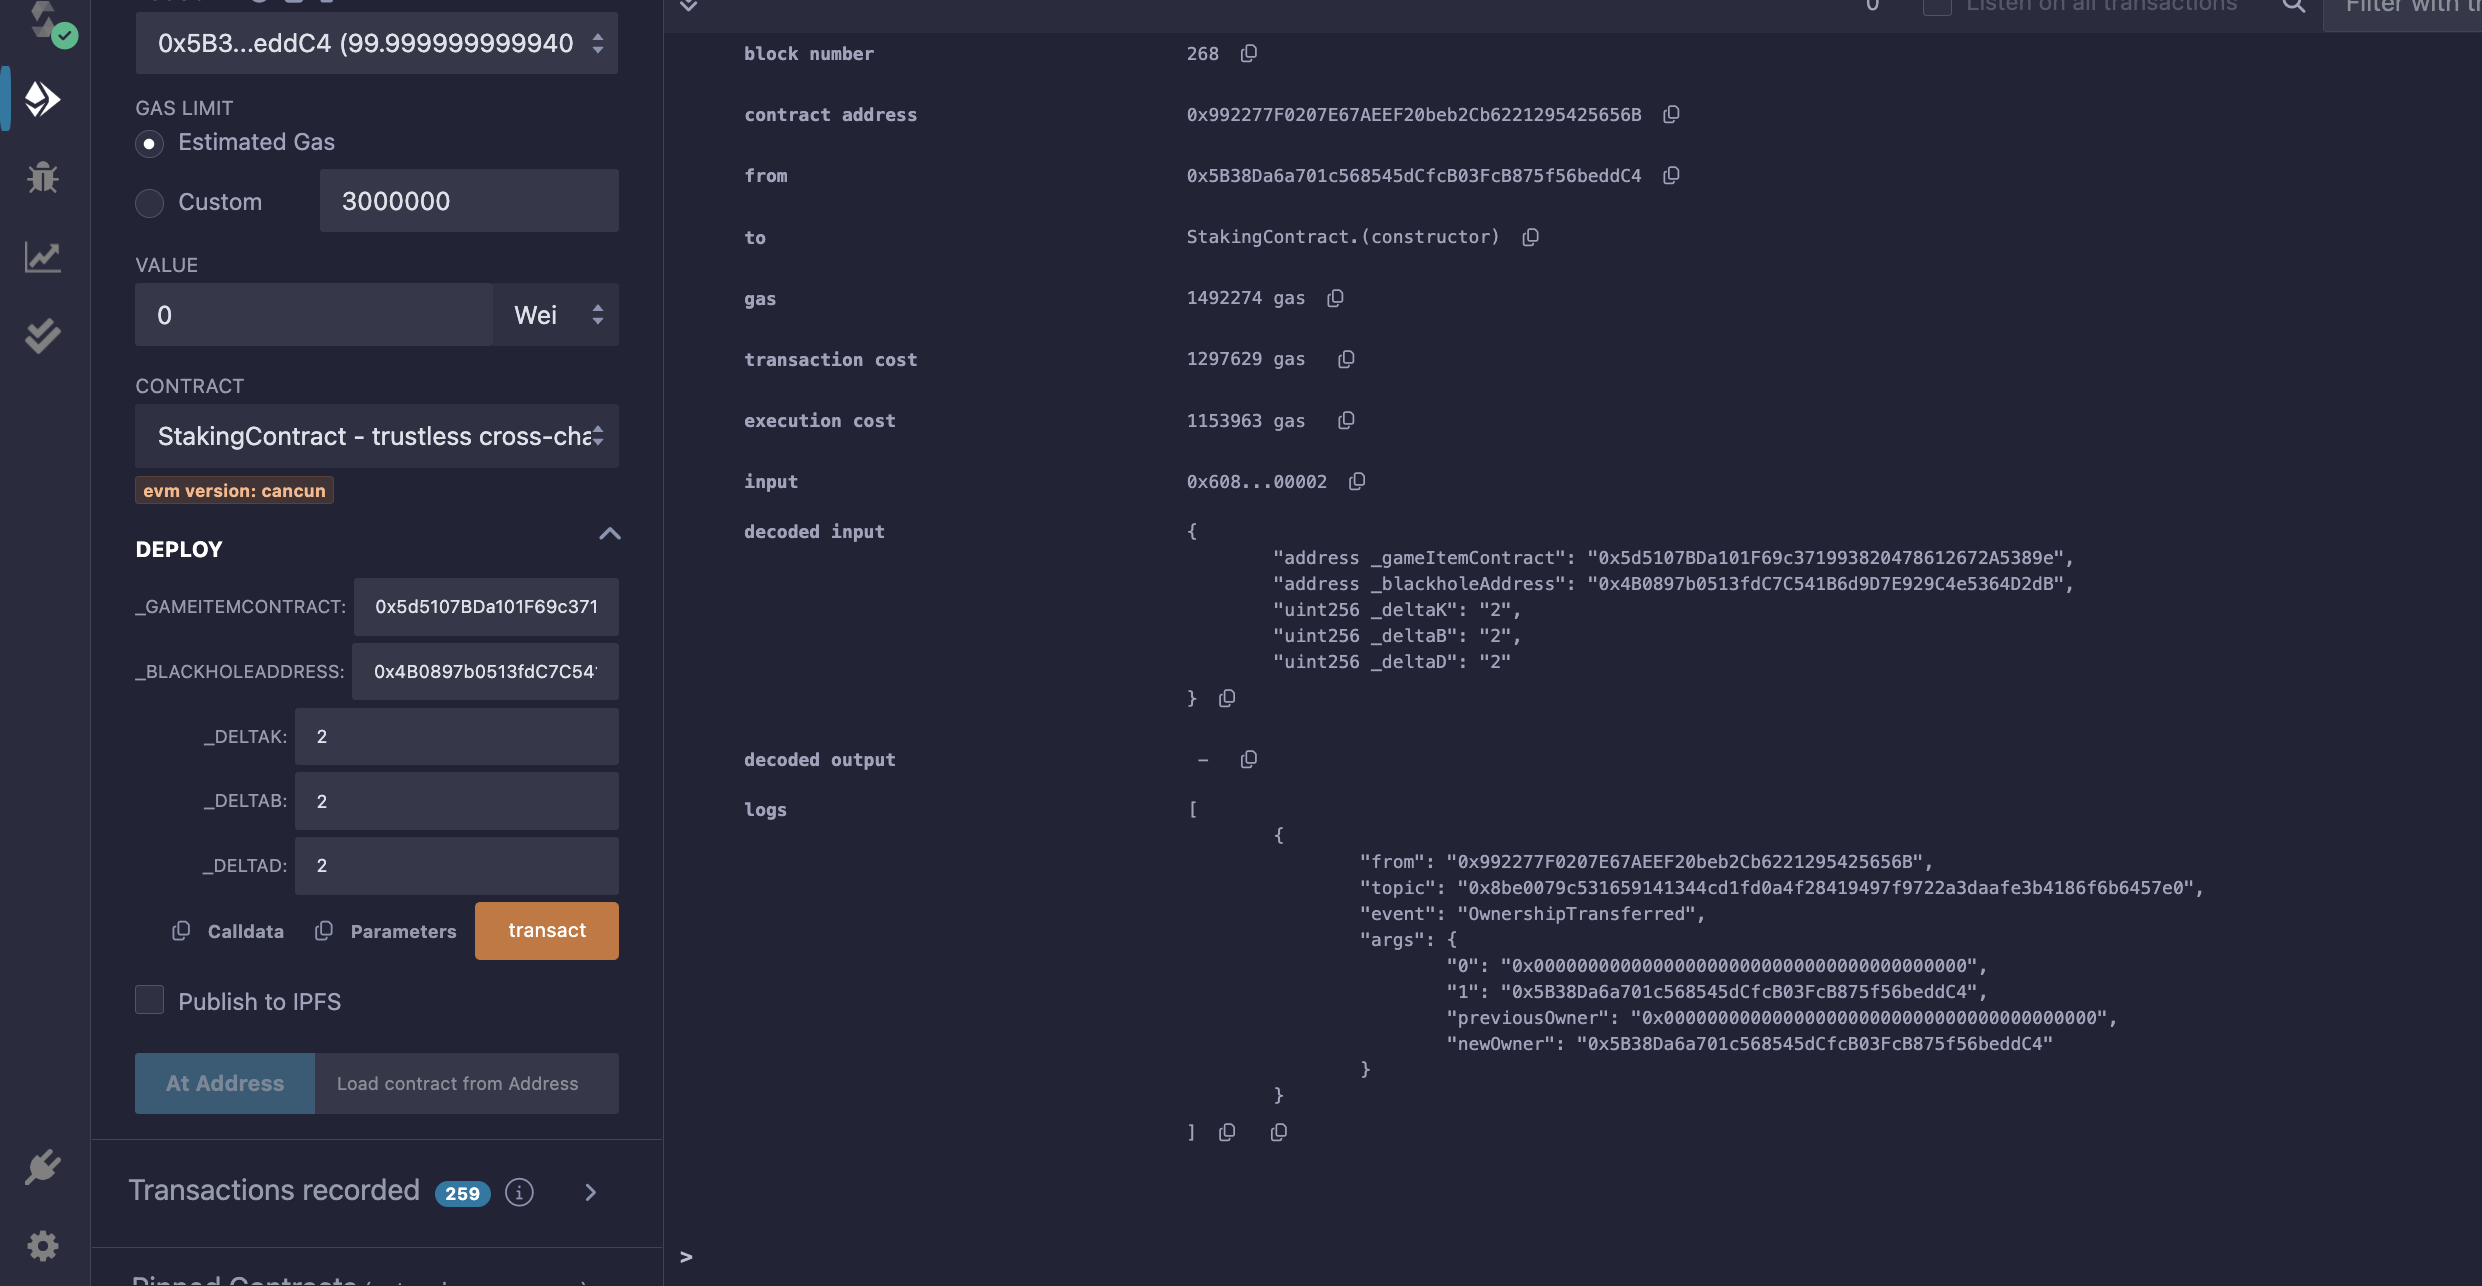 0x5B3...eddC4 (99.999999999940
GAS LIMIT
Estimated Gas
Custom
3000000
VALUE
0
Wei
CONTRACT
StakingContract - trustless cross-cha
evm version: cancun
DEPLOY
_GAMEITEMCONTRACT:
0x5d5107BDa101F69c371
_BLACKHOLEADDRESS:
0x4B0897b0513fdC7C541
_DELTAK:
2
_DELTAB:
2
_DELTAD:
2
Calldata
Parameters
transact
Publish to IPFS
At Address
Load contract from Address
Transactions recorded 259
Pinned Contracts
0
Listen on all transactions
Filter with
block number
268
contract address
0x992277F0207E67AEEF20beb2Cb6221295425656B
from
0x5B38Da6a701c568545dCfcB03FcB875f56beddC4
to
StakingContract.(constructor)
gas
1492274 gas
transaction cost
1297629 gas
execution cost
1153963 gas
input
0x608...00002
decoded input
{
"address _gameItemContract": "0x5d5107BDa101F69c371993820478612672A5389e",
"address _blackholeAddress": "0x4B0897b0513fdC7C541B6d9D7E929C4e5364D2dB",
"uint256 _deltaK": "2",
"uint256 _deltaB": "2",
"uint256 _deltaD": "2"
}
decoded output
-
logs
[
{
"from": "0x992277F0207E67AEEF20beb2Cb6221295425656B",
"topic": "0x8be0079c531659141344cd1fd0a4f28419497f9722a3daafe3b4186f6b6457e0",
"event": "OwnershipTransferred",
"args": {
"0": "0x0000000000000000000000000000000000000000",
"1": "0x5B38Da6a701c568545dCfcB03FcB875f56beddC4",
"previousOwner": "0x0000000000000000000000000000000000000000",
"newOwner": "0x5B38Da6a701c568545dCfcB03FcB875f56beddC4"
}
}
]
>